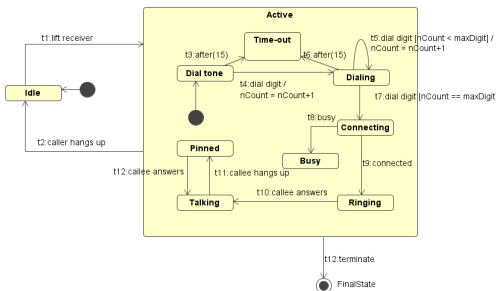 Active
t1:lift receiver
t5:dial digit [nCount < maxDigit] /
nCount = nCount+1
Time-out
t3:after(15)
t6:after(15)
Dial tone
Dialing
t4:dial digit /
nCount = nCount+1
Idle
t7:dial digit [nCount == maxDigit
t8:busy
Connecting
t2:caller hangs up
Pinned
Busy
t9:connected
t12:callee answers
t11:callee hangs up
t10:callee answers
Talking
Ringing
t12:terminate
FinalState